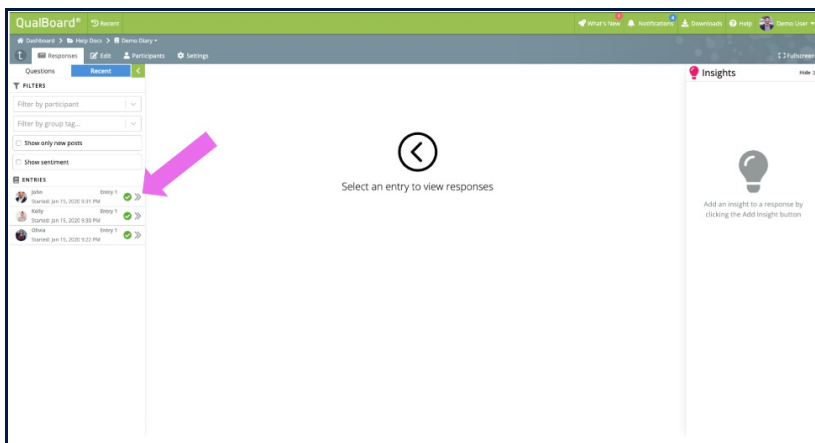 QualBoard® Recent What's New Notifications Downloads Help Demo User
Dashboard > Help Docs > Demo Diary
t Responses Edit Participants Settings Fullscreen
Questions Recent
FILTERS
Filter by participant
Filter by group tag...
Show only new posts
Show sentiment
ENTRIES
John Entry 1
Started: Jan 15, 2020 9:31 PM
Kelly Entry 1
Started: Jan 15, 2020 9:30 PM
Olivia Entry 1
Started: Jan 15, 2020 9:22 PM
Select an entry to view responses
Insights Hide
Add an insight to a response by
clicking the Add Insight button